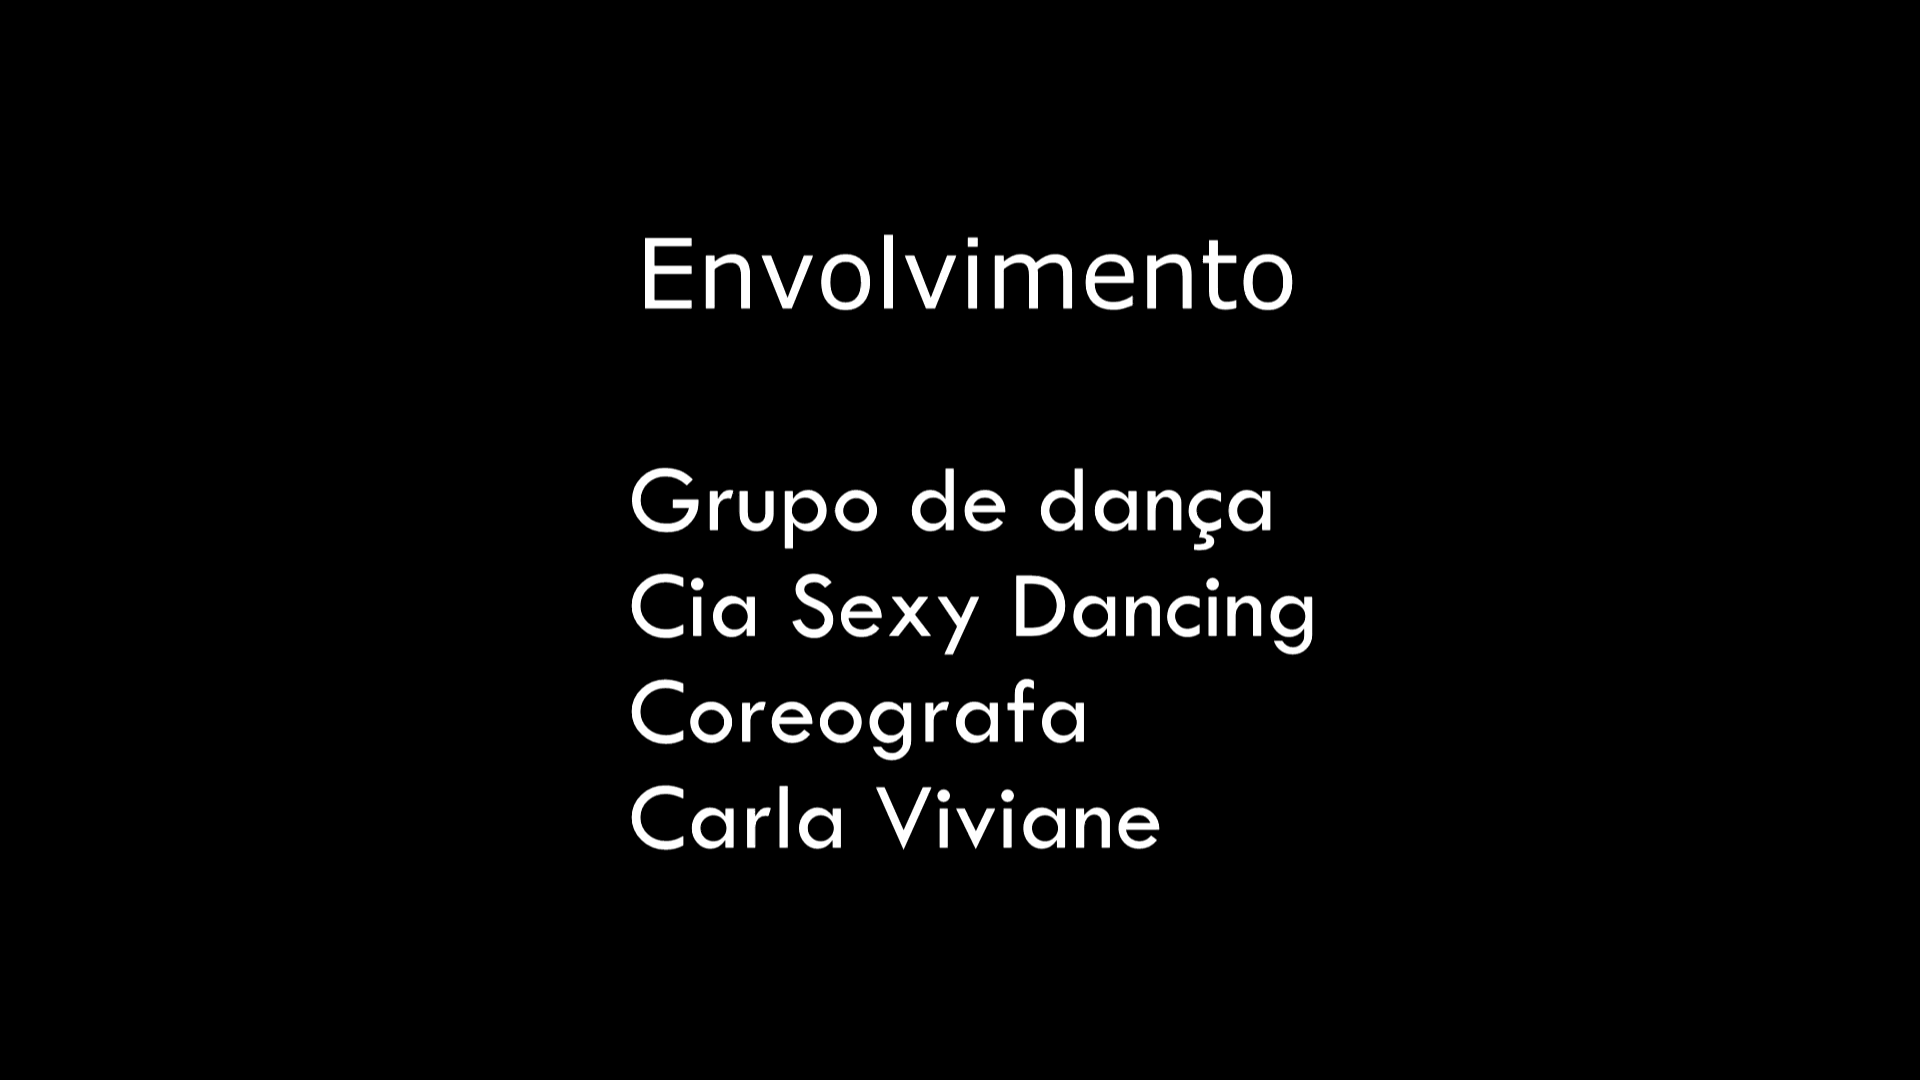 Envolvimento
Grupo de dança
Cia Sexy Dancing
Coreografa
Carla Viviane